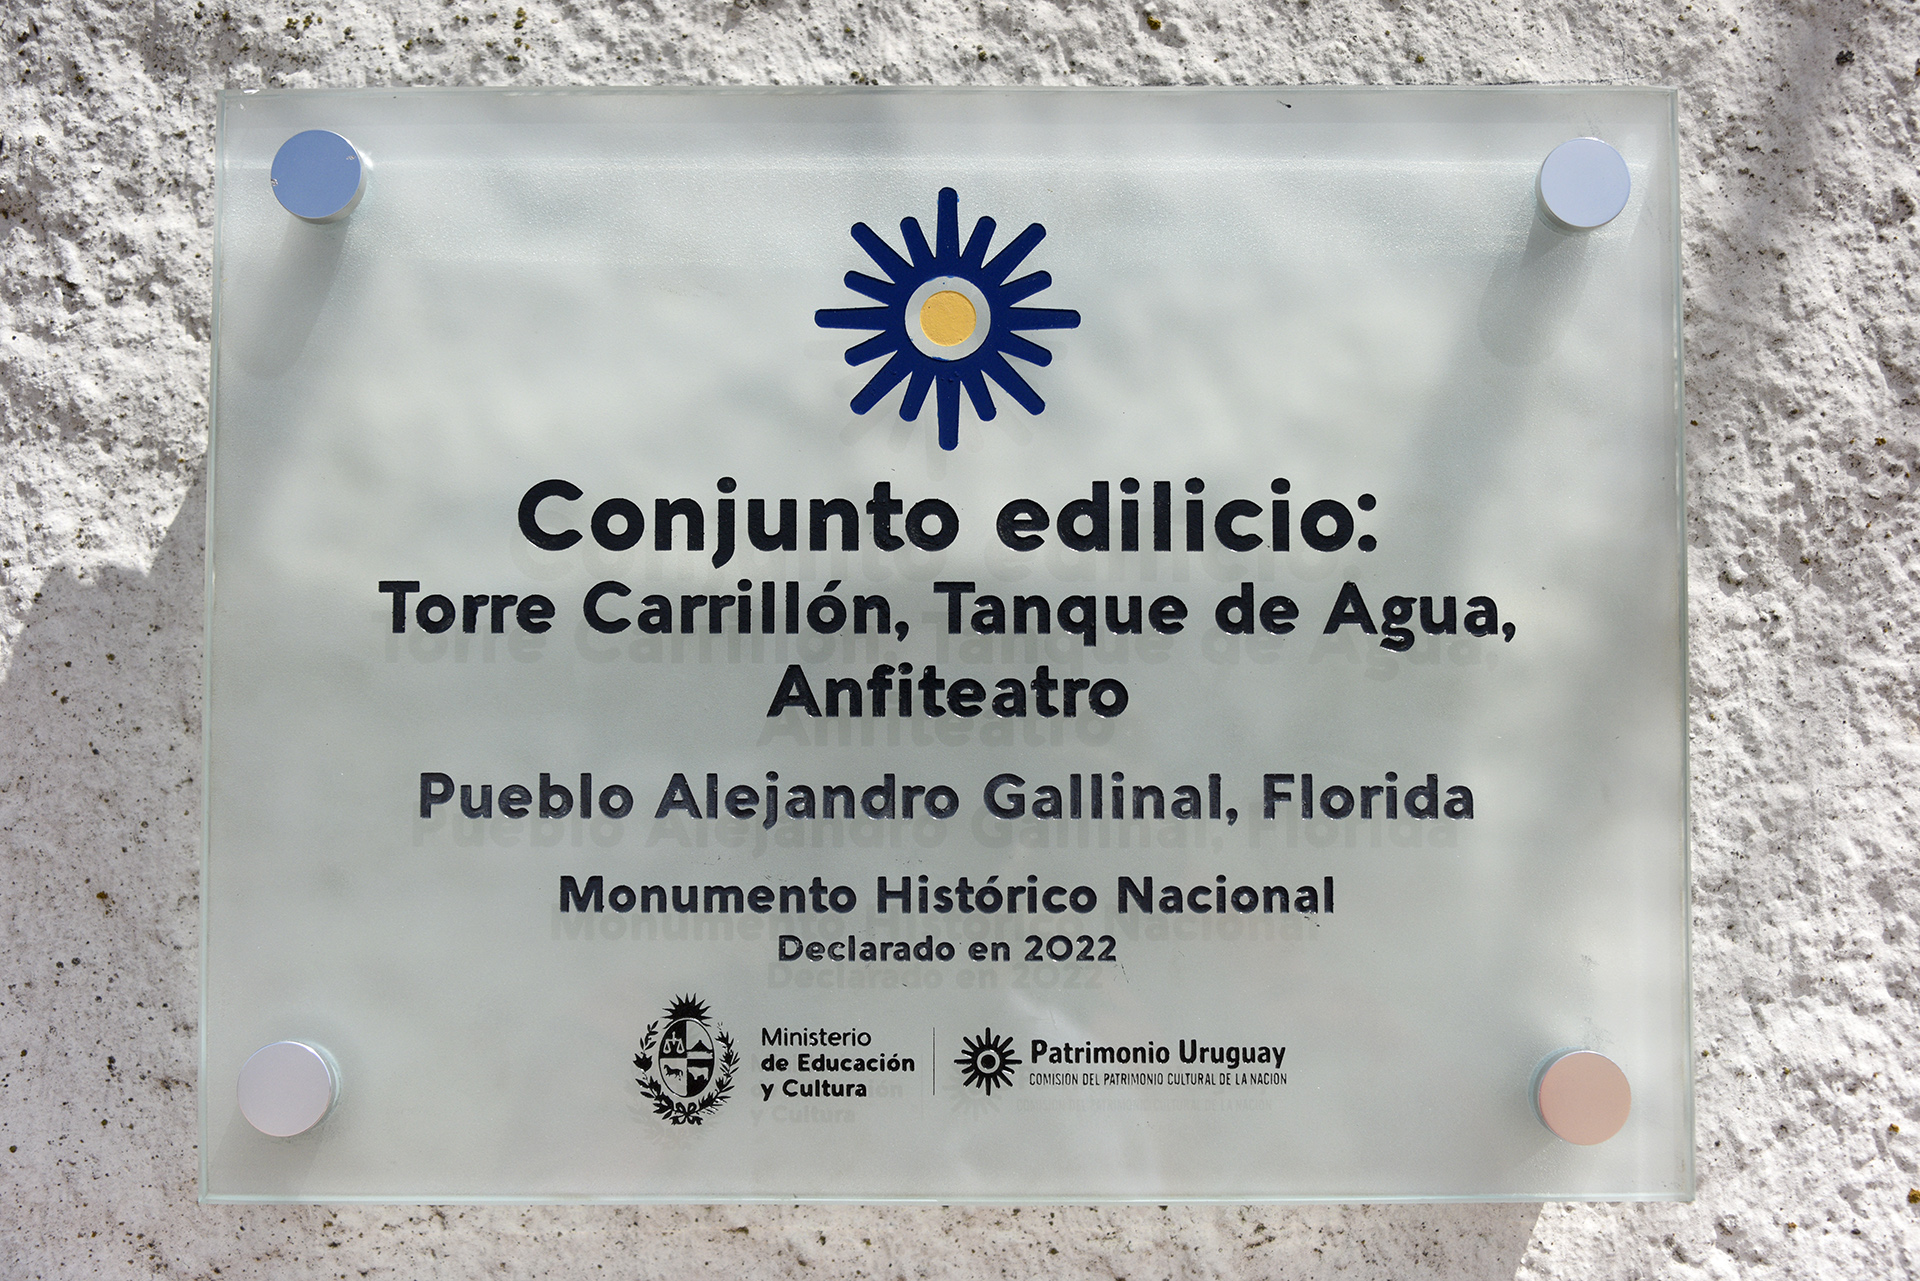 Conjunto edilicio:
Torre Carrillón, Tanque de Agua,
Anfiteatro
Pueblo Alejandro Gallinal, Florida
Monumento Histórico Nacional
Declarado en 2022
Ministerio
de Educación
y Cultura
Patrimonio Uruguay
COMISION DEL PATRIMONIO CULTURAL DE LA NACION